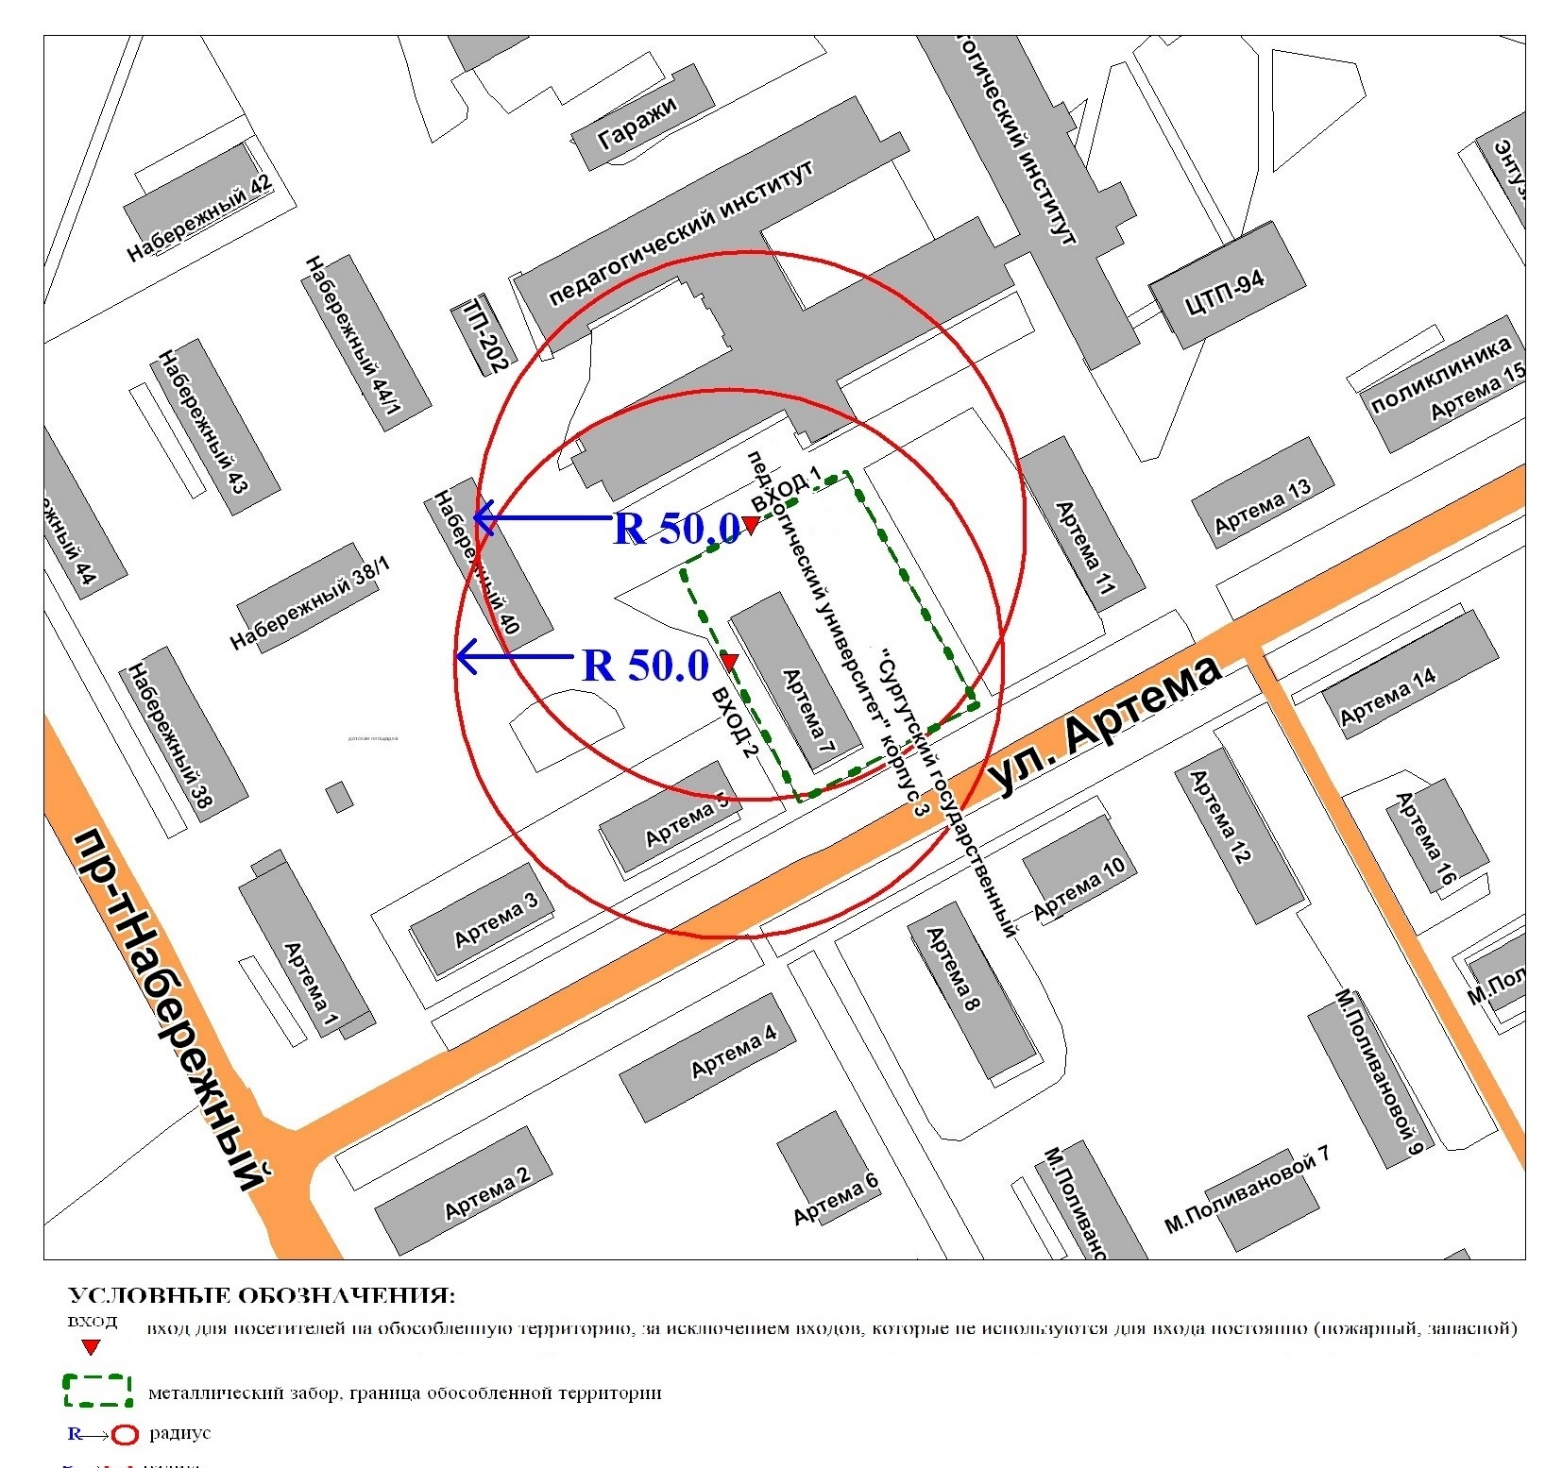 Гаражи
педагогический институт
огический институт
Энтуз
Набережный 42
Набережный 44/1
ТП-202
ЦТП-94
поликлиника
Артема 15
Набережный 43
Артема 13
Артема 11
ежный 44
Набережный 38/1
Набережный 40
ВХОД 1
R 50.0
R 50.0
ВХОД 2
Артема 7
"Сургутский государственный
педагогический университет" корпус 3
ул. Артема
Артема 14
Набережный 38
детская площадка
Артема 5
Артема 3
Артема 1
Артема 10
Артема 12
Артема 16
М.Пол
пр-тНабережный
Артема 8
Артема 4
Артема 2
Артема 6
М.Поливановой 9
М.Поливановой 7
М.Поливано
УСЛОВНЫЕ ОБОЗНАЧЕНИЯ:
ВХОД
вход для посетителей на обособленную территорию, за исключением входов, которые не используются для входа постоянно (пожарный, запасной)
металлический забор, граница обособленной территории
R радиус